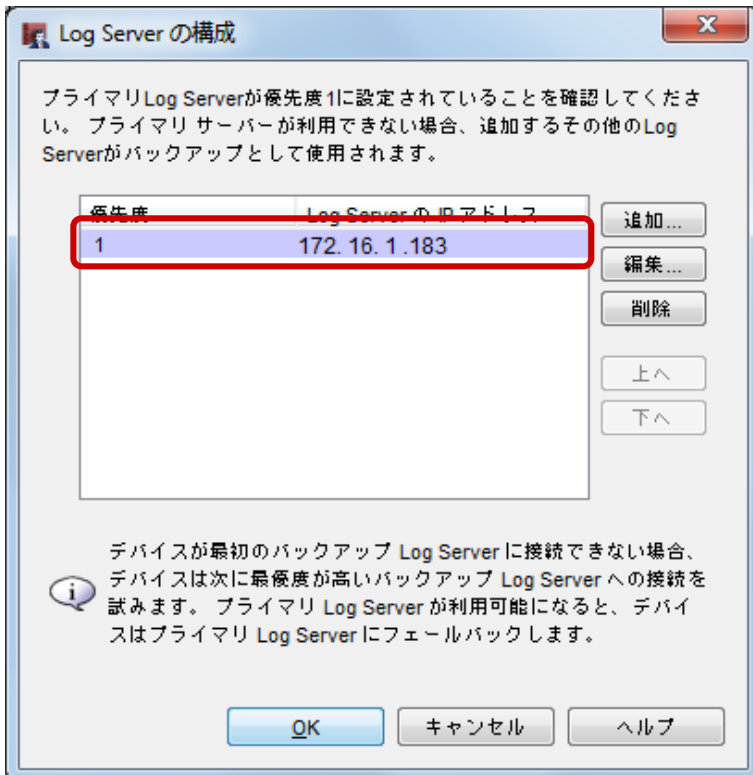 Log Server の構成
プライマリLog Serverが優先度1に設定されていることを確認してくださ
い。 プライマリ サーバーが利用できない場合、追加するその他のLog
Serverがバックアップとして使用されます。
優先度 Log Server の IP アドレス
1 172. 16. 1 .183
追加...
編集...
削除
上へ
下へ
デバイスが最初のバックアップ Log Server に接続できない場合、
デバイスは次に最優度が高いバックアップ Log Server への接続を
試みます。 プライマリ Log Server が利用可能になると、デバイ
スはプライマリ Log Server にフェールバックします。
OK キャンセル ヘルプ